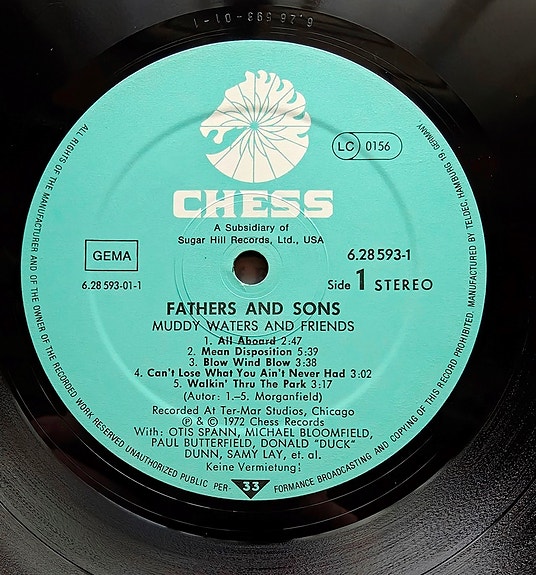 6.28 593-01-1
CHESS
LC 0156
A Subsidiary of
Sugar Hill Records, Ltd., USA
GEMA
6.28 593-01-1
6.28 593-1
Side 1 STEREO
FATHERS AND SONS
MUDDY WATERS AND FRIENDS
1. All Aboard 2:47
2. Mean Disposition 5:39
3. Blow Wind Blow 3:38
4. Can't Lose What You Ain't Never Had 3:02
5. Walkin' Thru The Park 3:17
(Autor: 1.–5. Morganfield)
Recorded At Ter-Mar Studios, Chicago
Ⓟ & © 1972 Chess Records
With: OTIS SPANN, MICHAEL BLOOMFIELD,
PAUL BUTTERFIELD, DONALD "DUCK"
DUNN, SAMY LAY, et. al.
Keine Vermietung!
33
ALL RIGHTS OF THE MANUFACTURER AND OF THE OWNER OF THE RECORDED WORK RESERVED UNAUTHORIZED PUBLIC PERFORMANCE BROADCASTING AND COPYING OF THIS RECORD PROHIBITED. MANUFACTURED BY TELDEC, HAMBURG 19, GERMANY.